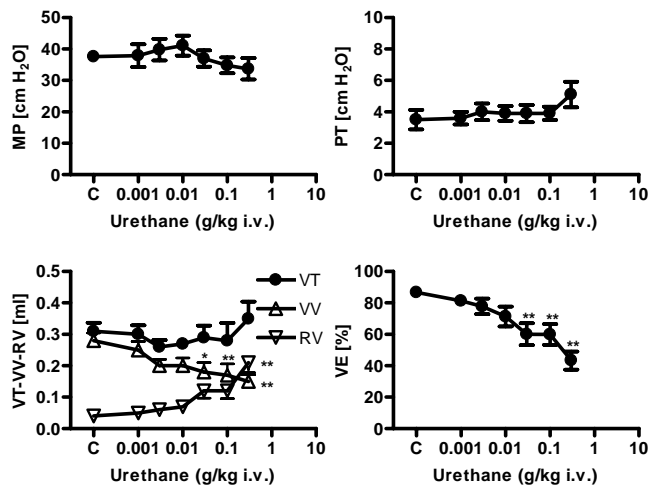 50
40
30
20
10
0
MP [cm H₂O]
C 0.001 0.01 0.1 1 10
Urethane (g/kg i.v.)
10
8
6
4
2
0
PT [cm H₂O]
C 0.001 0.01 0.1 1 10
Urethane (g/kg i.v.)
0.5
0.4
0.3
0.2
0.1
0.0
VT-VV-RV [ml]
VT
VV
RV
* ** **
**
C 0.001 0.01 0.1 1 10
Urethane (g/kg i.v.)
100
80
60
40
20
0
VE [%]
** **
**
C 0.001 0.01 0.1 1 10
Urethane (g/kg i.v.)